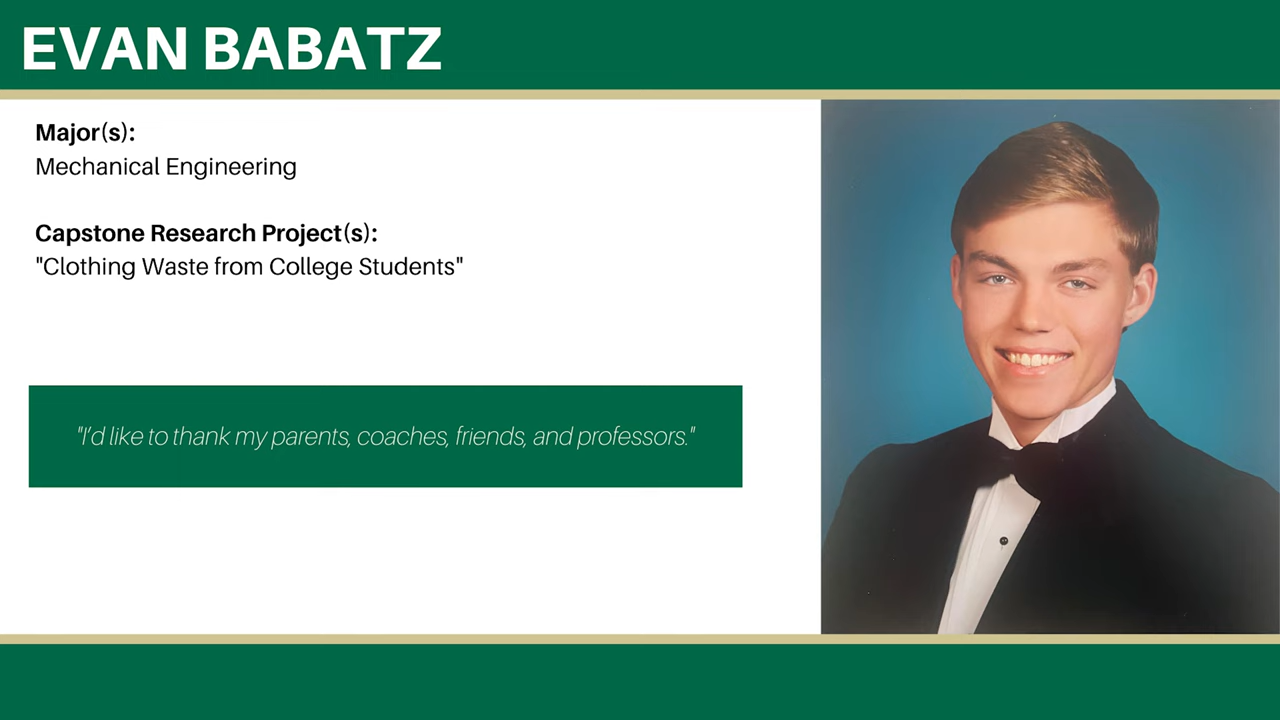 EVAN BABATZ
Major(s):
Mechanical Engineering
Capstone Research Project(s):
"Clothing Waste from College Students"
"I'd like to thank my parents, coaches, friends, and professors."